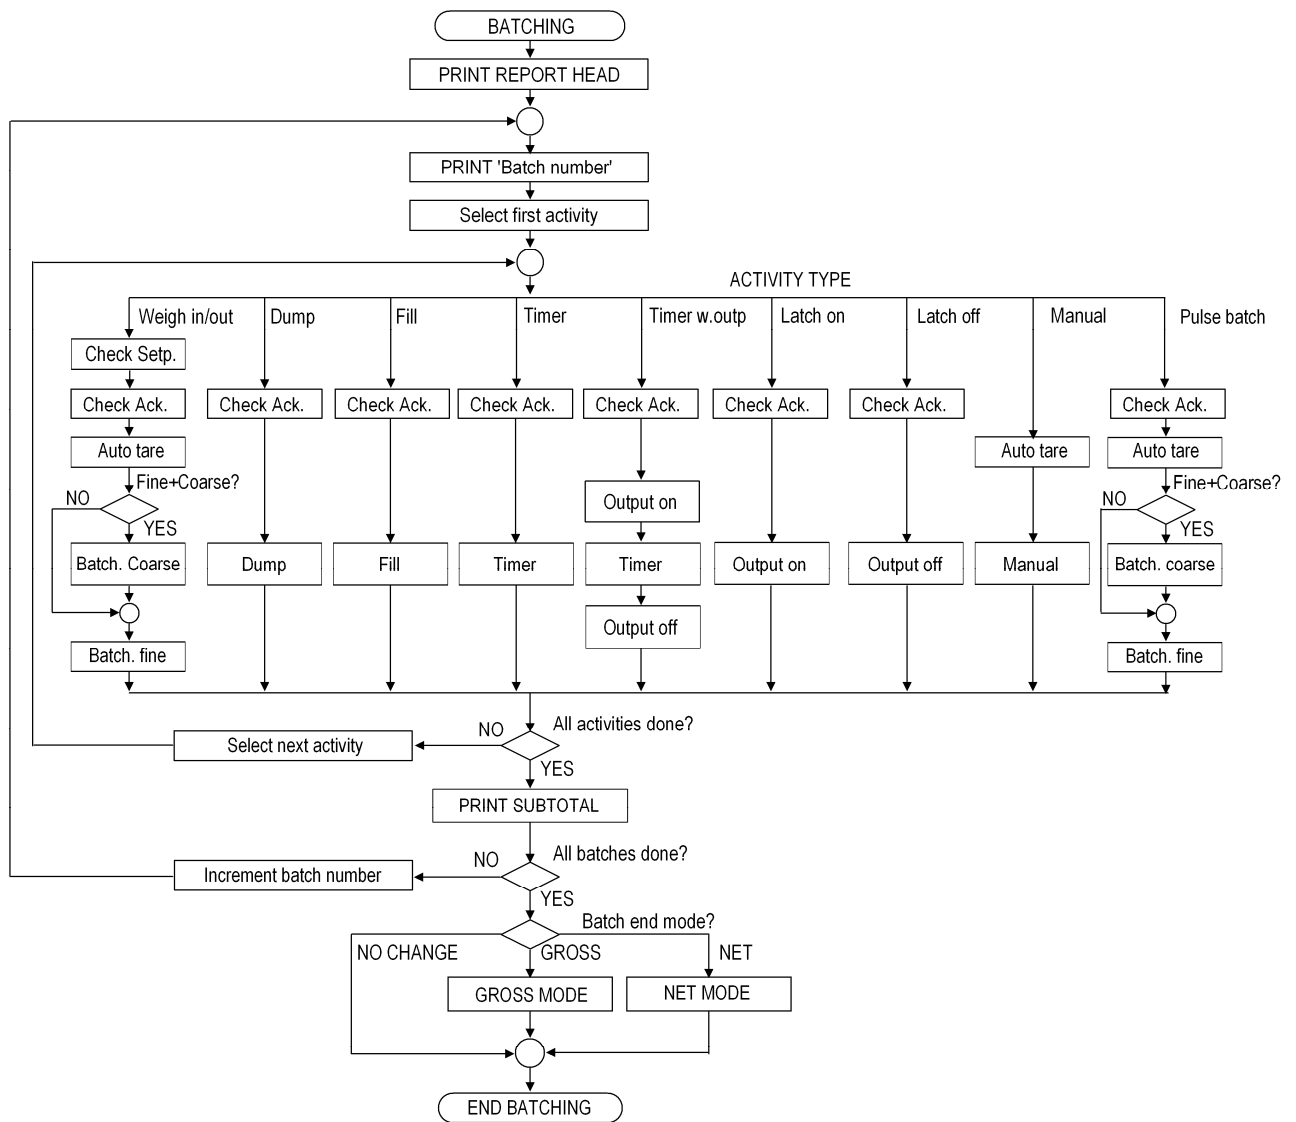 BATCHING
PRINT REPORT HEAD
PRINT 'Batch number'
Select first activity
ACTIVITY TYPE
Weigh in/out
Dump
Fill
Timer
Timer w.outp
Latch on
Latch off
Manual
Pulse batch
Check Setp.
Check Ack.
Check Ack.
Check Ack.
Check Ack.
Check Ack.
Check Ack.
Check Ack.
Check Ack.
Auto tare
Auto tare
Auto tare
Fine+Coarse?
Fine+Coarse?
NO
YES
Output on
NO
YES
Batch. Coarse
Dump
Fill
Timer
Timer
Output on
Output off
Manual
Batch. coarse
Output off
Batch. fine
Batch. fine
All activities done?
NO
Select next activity
YES
PRINT SUBTOTAL
All batches done?
NO
Increment batch number
YES
Batch end mode?
NO CHANGE
GROSS
NET
GROSS MODE
NET MODE
END BATCHING